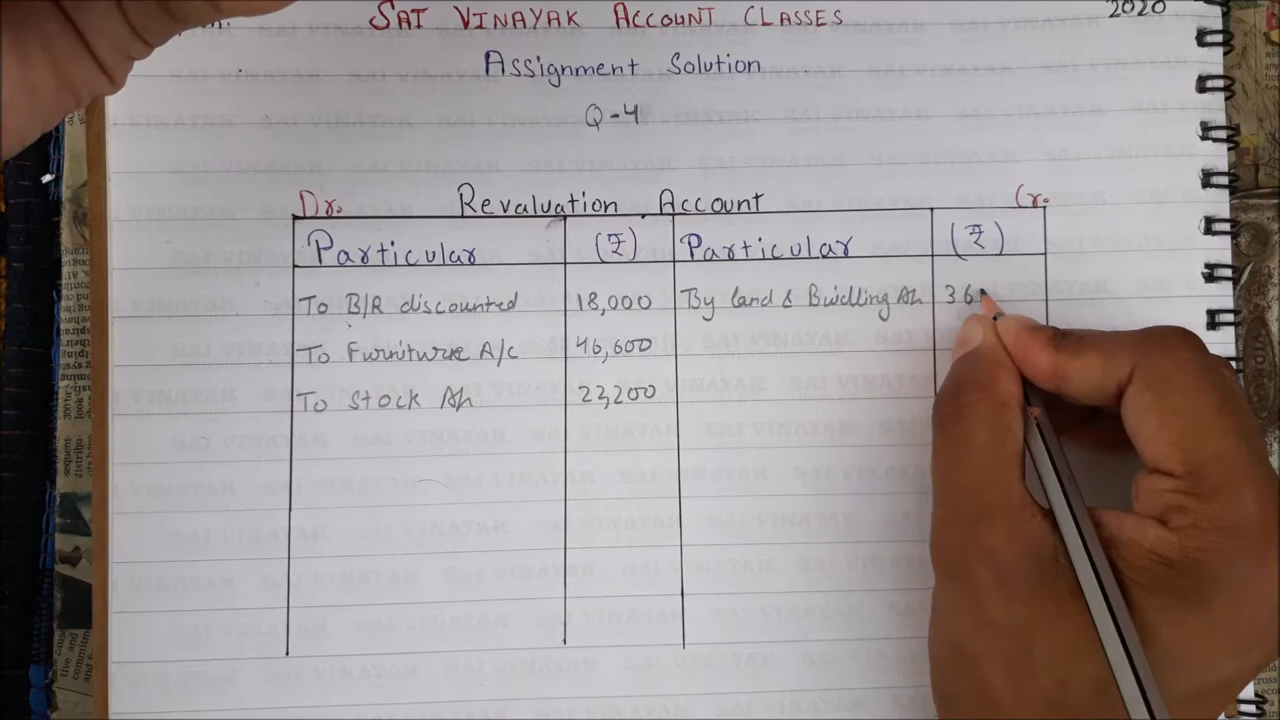 SAI VINAYAK ACCOUNT CLASSES
2020
Assignment Solution
Q-4
Dr. Revaluation Account Cr.
Particular (₹) Particular (₹)
To B/R discounted 18,000 By land & Building A/c 36
To Furniture A/c 46,600
To Stock A/c 23,200